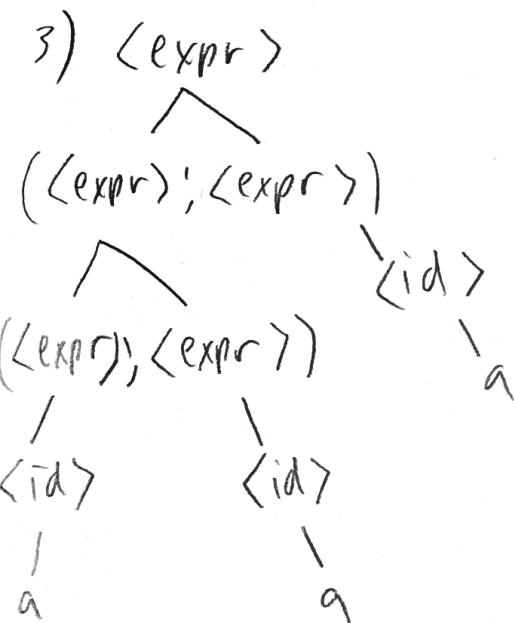 3) <expr>
(<expr>;<expr>)
<id>
(<expr>;<expr>)
a
<id> <id>
a a